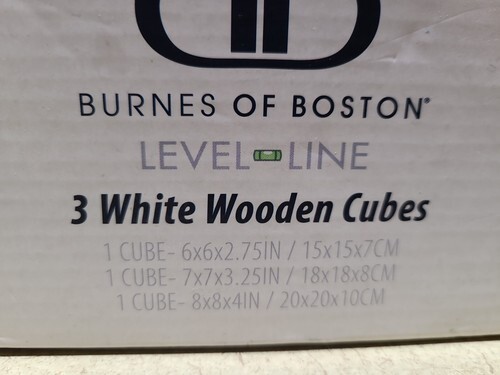 BURNES OF BOSTON®
LEVEL LINE
3 White Wooden Cubes
1 CUBE- 6x6x2.75IN / 15x15x7CM
1 CUBE- 7x7x3.25IN / 18x18x8CM
1 CUBE- 8x8x4IN / 20x20x10CM